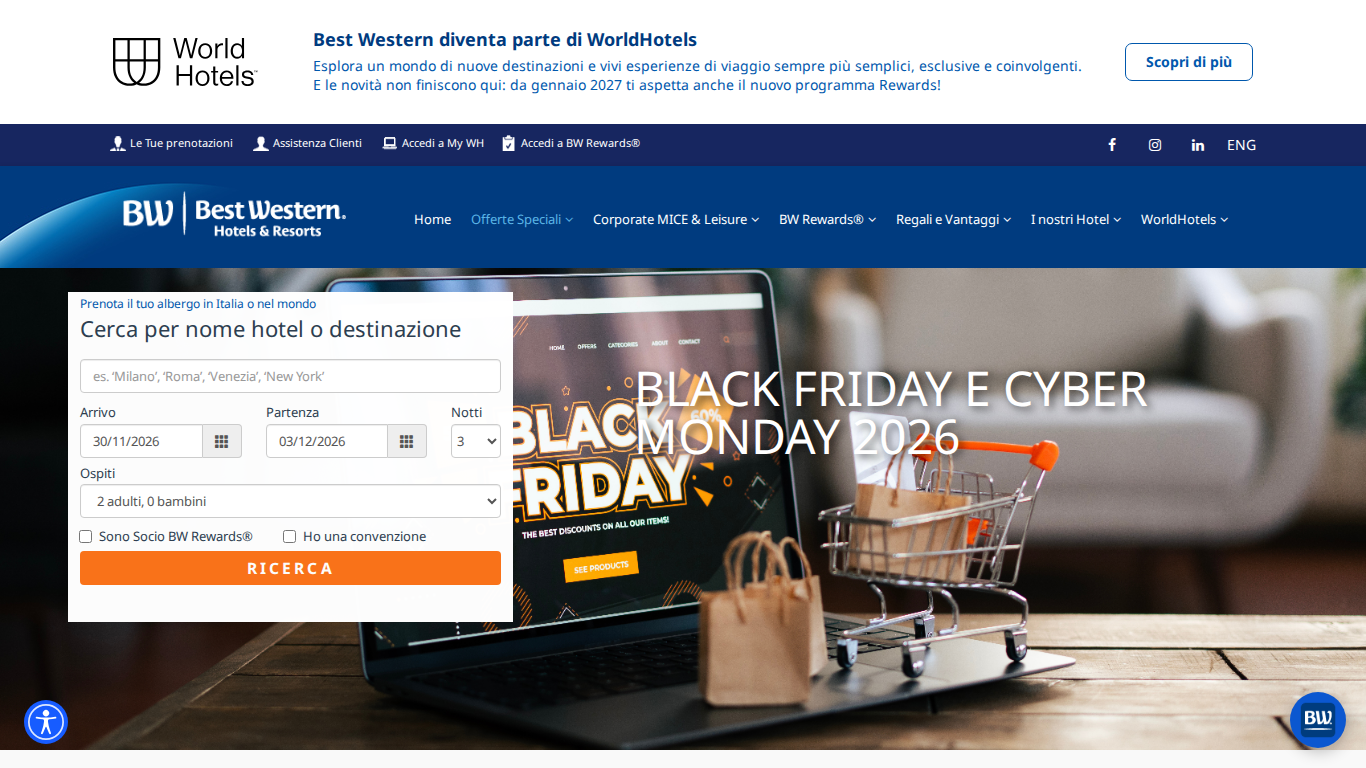 World
Hotels
Best Western diventa parte di WorldHotels
Esplora un mondo di nuove destinazioni e vivi esperienze di viaggio sempre più semplici, esclusive e coinvolgenti.
E le novità non finiscono qui: da gennaio 2027 ti aspetta anche il nuovo programma Rewards!
Scopri di più
Le Tue prenotazioni
Assistenza Clienti
Accedi a My WH
Accedi a BW Rewards®
ENG
BW Best Western.
Hotels & Resorts
Home
Offerte Speciali
Corporate MICE & Leisure
BW Rewards®
Regali e Vantaggi
I nostri Hotel
WorldHotels
Prenota il tuo albergo in Italia o nel mondo
Cerca per nome hotel o destinazione
es. ‘Milano’, ‘Roma’, ‘Venezia’, ‘New York’
Arrivo
Partenza
Notti
30/11/2026
03/12/2026
3
Ospiti
2 adulti, 0 bambini
Sono Socio BW Rewards®
Ho una convenzione
RICERCA
HOME OFFERS CATEGORIES ABOUT CONTACT
BLACK FRIDAY E CYBER
MONDAY 2026
60%
BLACK
FRIDAY
THE BEST DISCOUNTS ON ALL OUR ITEMS!
SEE PRODUCTS
BW